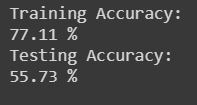 Training Accuracy:
77.11 %
Testing Accuracy:
55.73 %